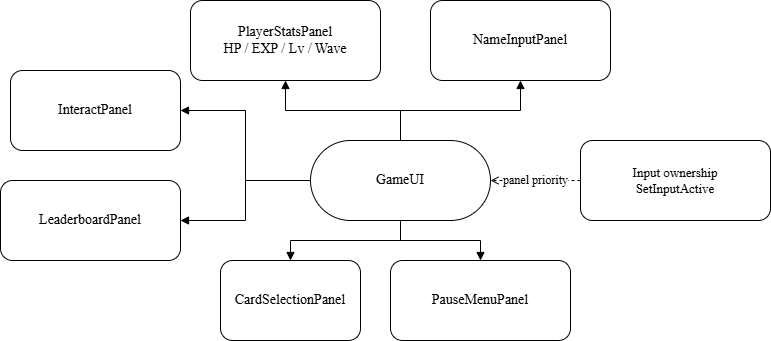 PlayerStatsPanel
HP / EXP / Lv / Wave
NameInputPanel
InteractPanel
GameUI
panel priority
Input ownership
SetInputActive
LeaderboardPanel
CardSelectionPanel
PauseMenuPanel